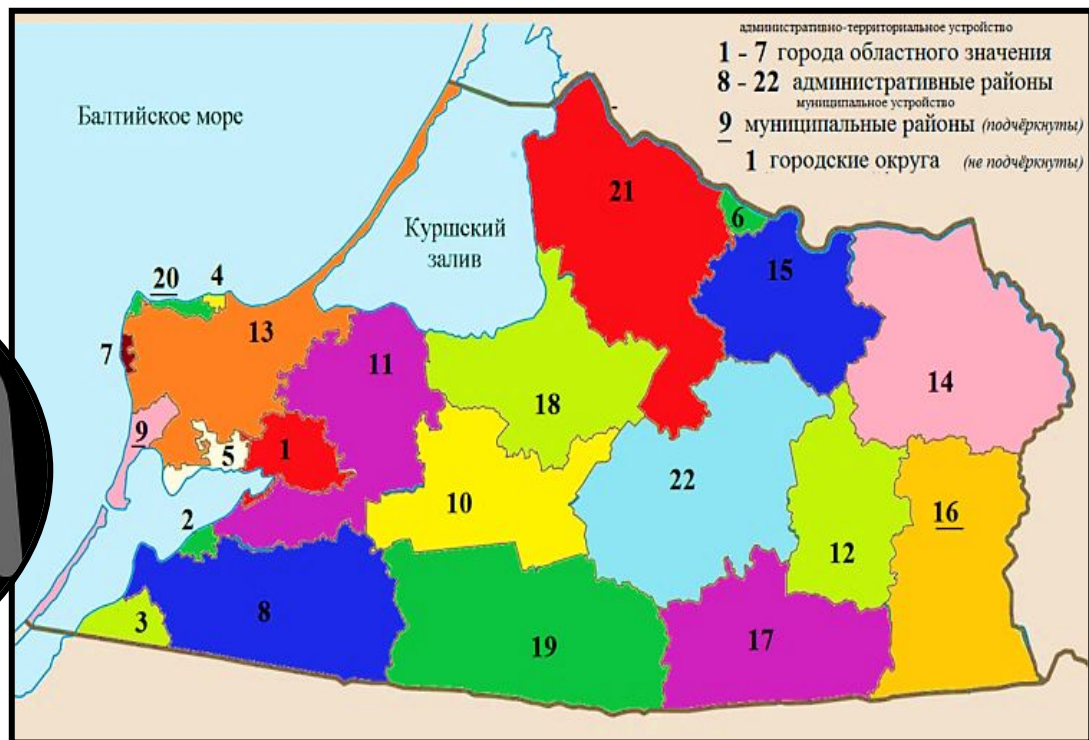 административно-территориальное устройство
1 - 7 города областного значения
8 - 22 административные районы
муниципальное устройство
9 муниципальные районы (подчёркнуты)
1 городские округа (не подчёркнуты)
Балтийское море
Куршский
залив
21
6
15
20
4
13
7
11
14
18
9
5
1
22
10
16
2
12
3
8
19
17